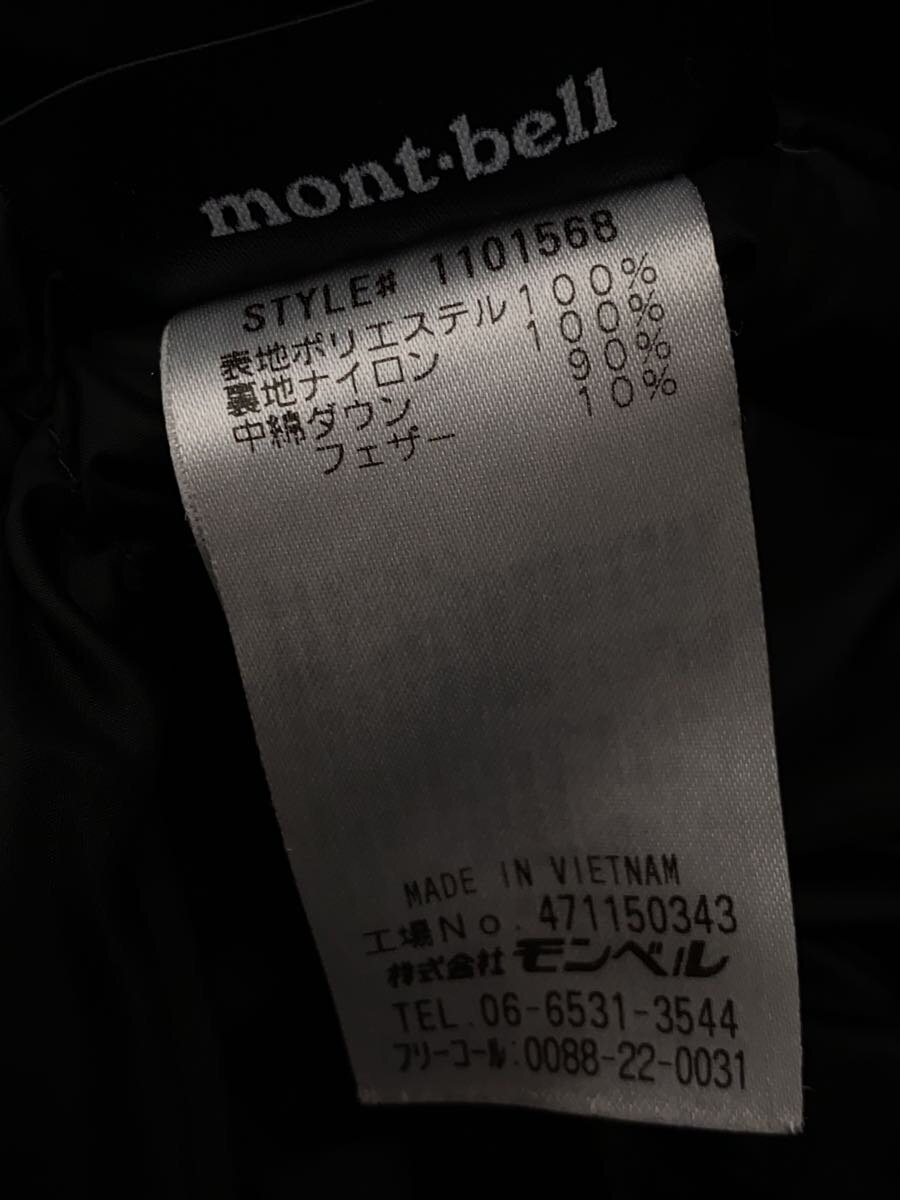 mont·bell
STYLE# 1101568
表地ポリエステル100%
裏地ナイロン 100%
中綿ダウン 90%
フェザー 10%
MADE IN VIETNAM
工場No. 471150343
株式会社モンベル
TEL.06-6531-3544
フリーコール:0088-22-0031